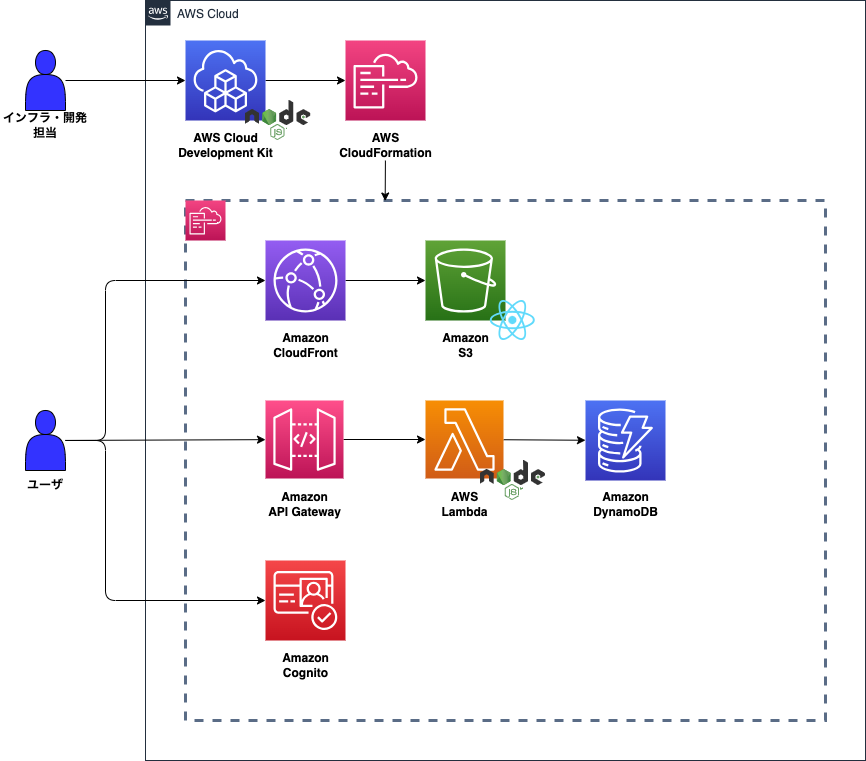 aws
AWS Cloud
インフラ・開発
担当
node
JS
AWS Cloud
Development Kit
AWS
CloudFormation
Amazon
CloudFront
Amazon
S3
ユーザ
</>
Amazon
API Gateway
node
JS
AWS
Lambda
Amazon
DynamoDB
Amazon
Cognito